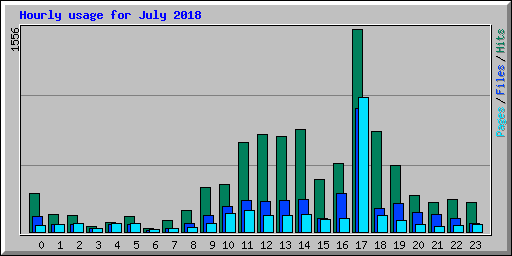 Hourly usage for July 2018
1556
Pages / Files / Hits
0 1 2 3 4 5 6 7 8 9 10 11 12 13 14 15 16 17 18 19 20 21 22 23